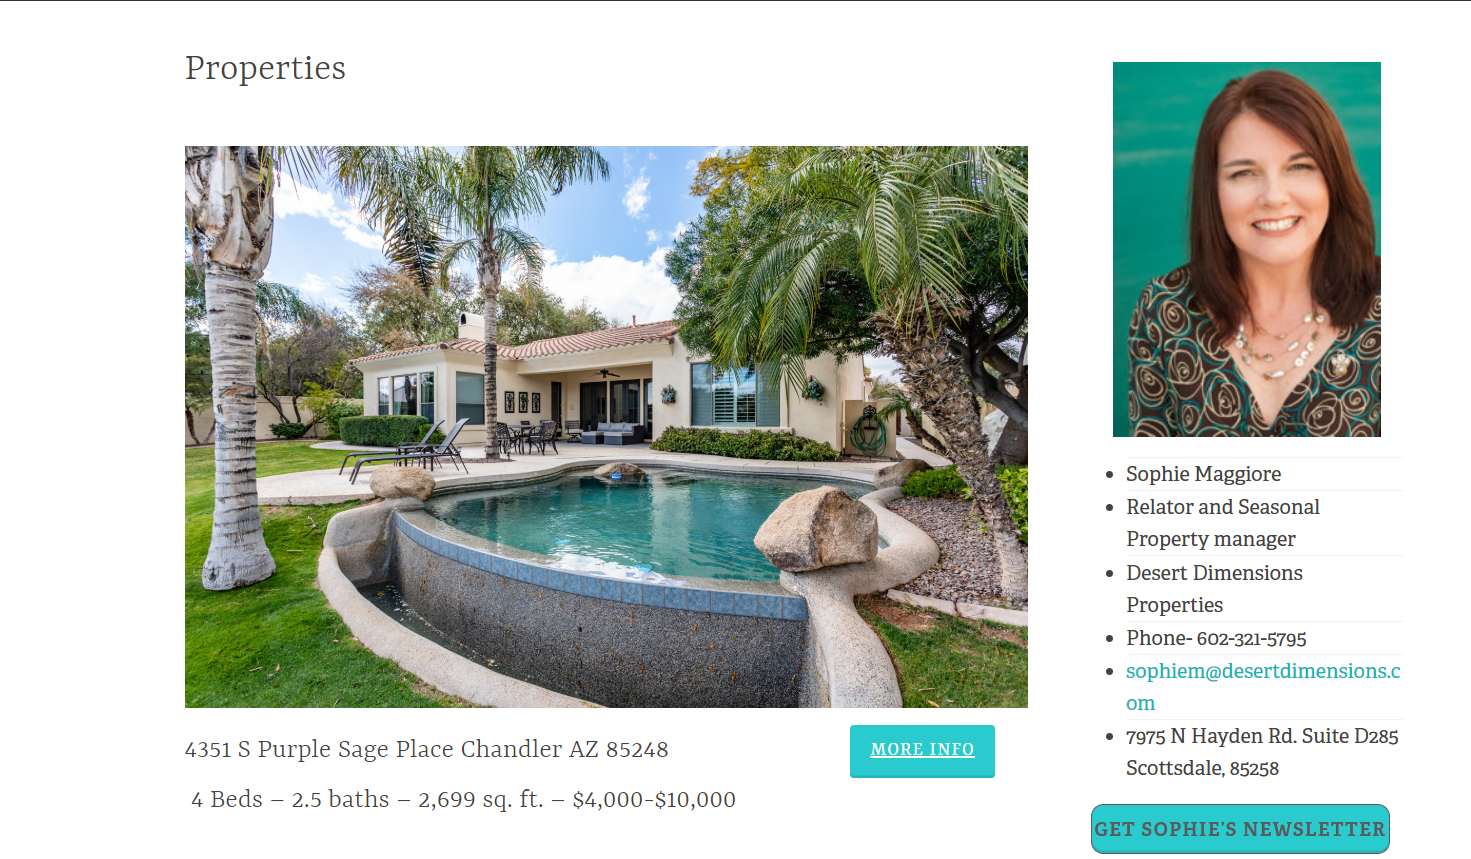 Properties
4351 S Purple Sage Place Chandler AZ 85248
MORE INFO
4 Beds – 2.5 baths – 2,699 sq. ft. – $4,000-$10,000
Sophie Maggiore
Relator and Seasonal
Property manager
Desert Dimensions
Properties
Phone- 602-321-5795
sophiem@desertdimensions.c
om
7975 N Hayden Rd. Suite D285
Scottsdale, 85258
GET SOPHIE'S NEWSLETTER